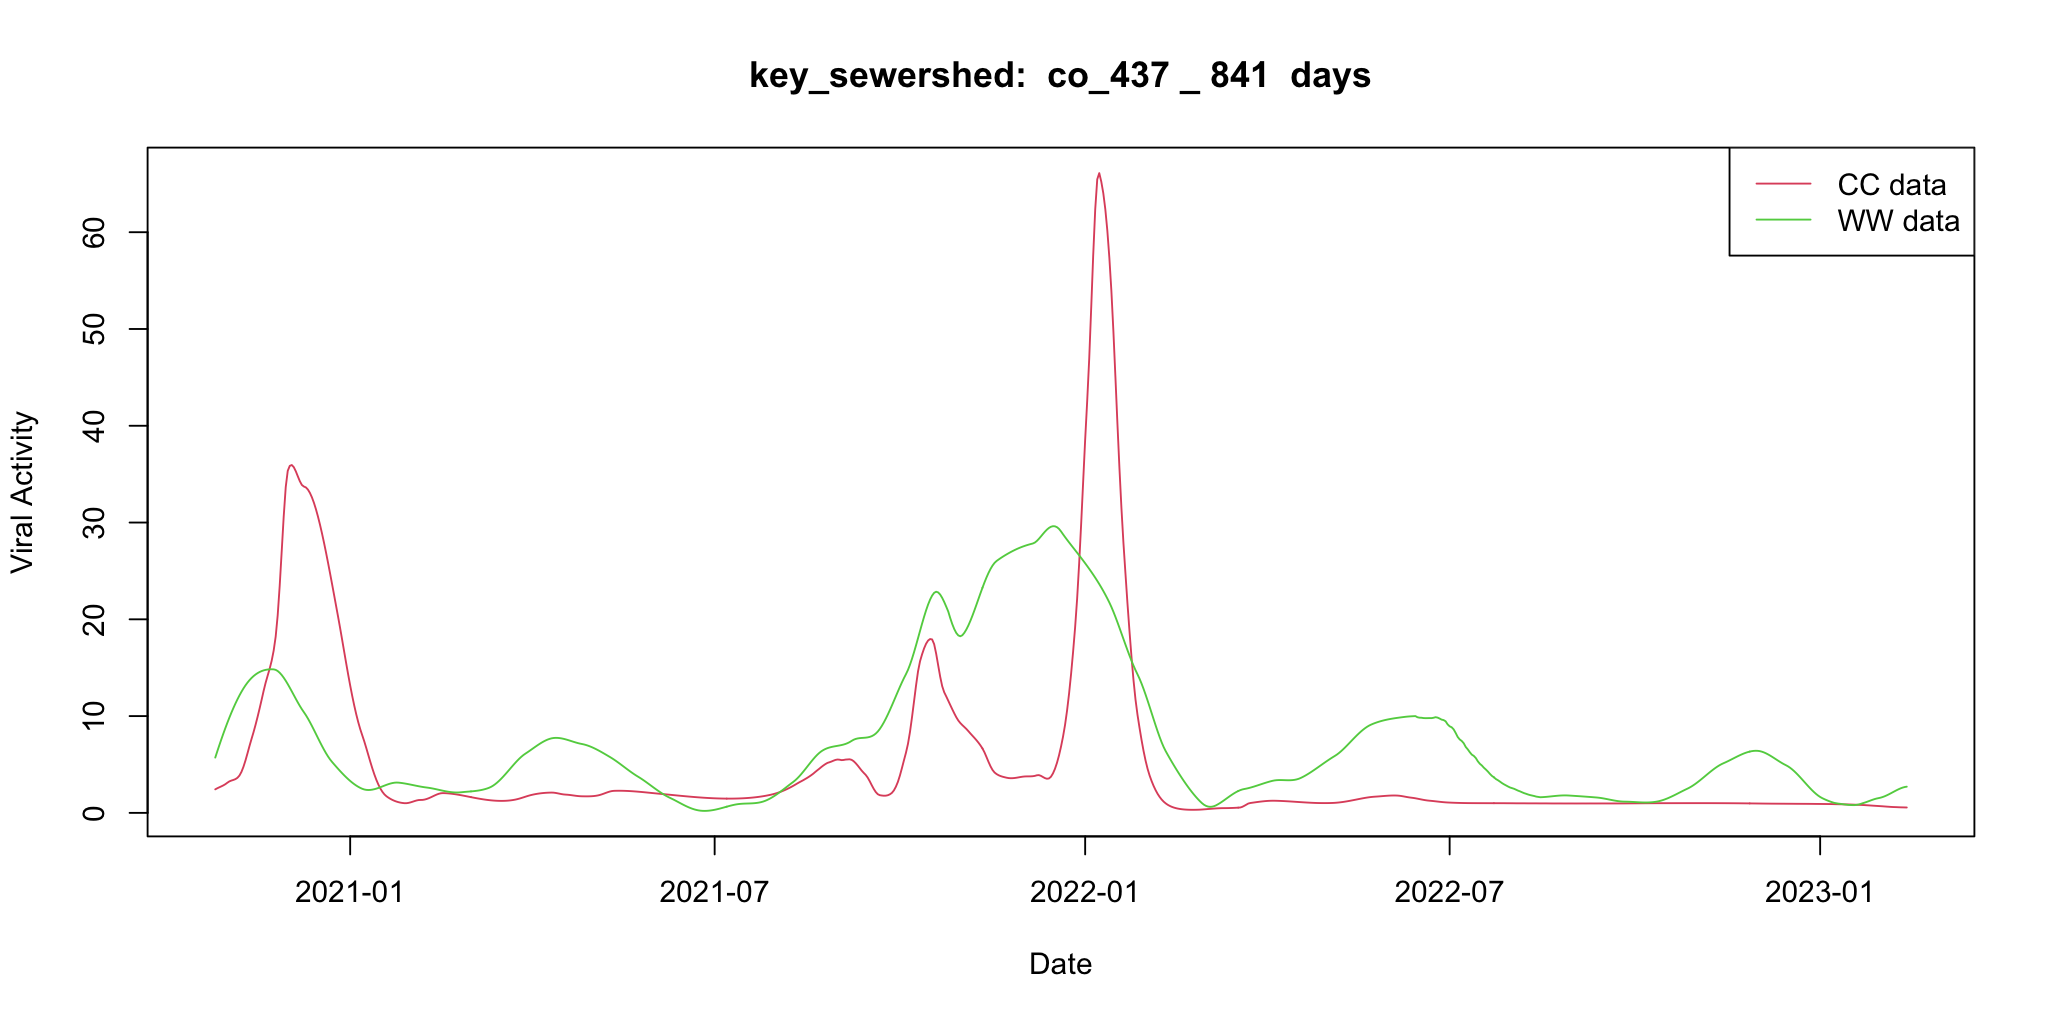 key_sewershed:  co_437 _ 841  days
CC data
WW data
Viral Activity
60
50
40
30
20
10
0
2021-01
2021-07
2022-01
2022-07
2023-01
Date